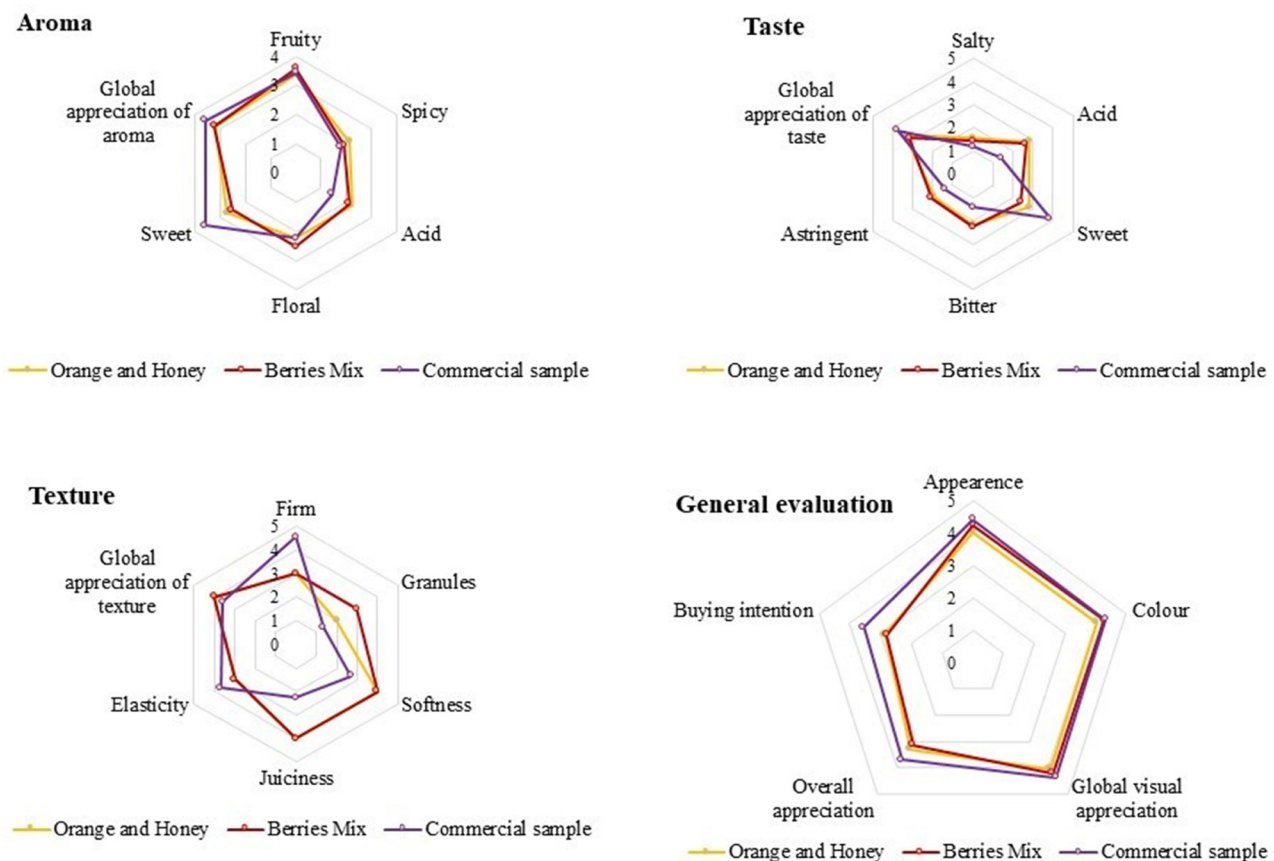 Aroma
Fruity
4
3
2
1
0
Global
appreciation of
aroma
Spicy
Sweet
Acid
Floral
Orange and Honey
Berries Mix
Commercial sample
Taste
Salty
5
4
3
2
1
0
Global
appreciation of
taste
Acid
Astringent
Sweet
Bitter
Orange and Honey
Berries Mix
Commercial sample
Texture
Firm
5
4
3
2
1
0
Global
appreciation of
texture
Granules
Elasticity
Softness
Juiciness
Orange and Honey
Berries Mix
Commercial sample
General evaluation
Appearence
5
4
3
2
1
0
Buying intention
Colour
Overall
appreciation
Global visual
appreciation
Orange and Honey
Berries Mix
Commercial sample